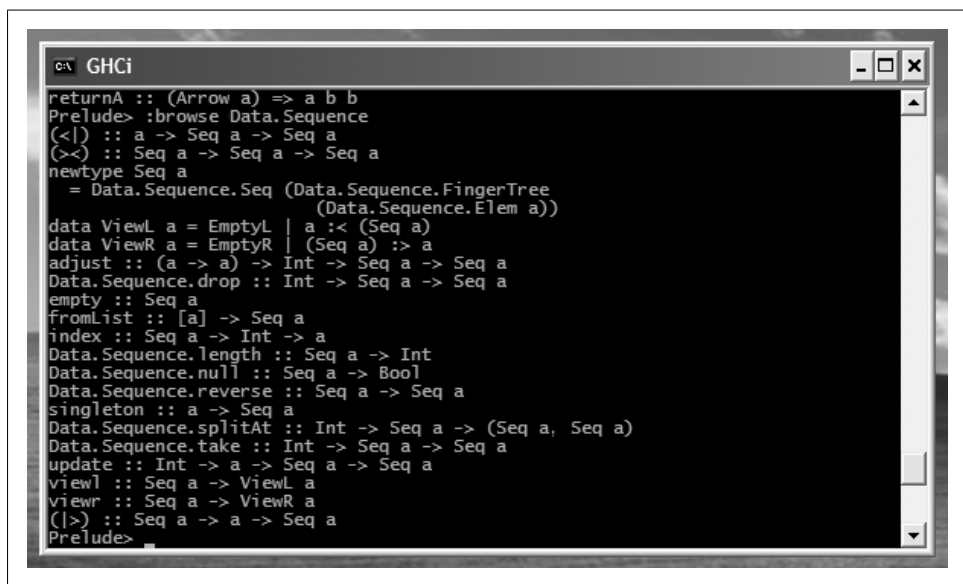 GHCi
returnA :: (Arrow a) => a b b
Prelude> :browse Data.Sequence
(<|) :: a -> Seq a -> Seq a
(><) :: Seq a -> Seq a -> Seq a
newtype Seq a
  = Data.Sequence.Seq (Data.Sequence.FingerTree
                         (Data.Sequence.Elem a))
data ViewL a = EmptyL | a :< (Seq a)
data ViewR a = EmptyR | (Seq a) :> a
adjust :: (a -> a) -> Int -> Seq a -> Seq a
Data.Sequence.drop :: Int -> Seq a -> Seq a
empty :: Seq a
fromList :: [a] -> Seq a
index :: Seq a -> Int -> a
Data.Sequence.length :: Seq a -> Int
Data.Sequence.null :: Seq a -> Bool
Data.Sequence.reverse :: Seq a -> Seq a
singleton :: a -> Seq a
Data.Sequence.splitAt :: Int -> Seq a -> (Seq a, Seq a)
Data.Sequence.take :: Int -> Seq a -> Seq a
update :: Int -> a -> Seq a -> Seq a
viewl :: Seq a -> ViewL a
viewr :: Seq a -> ViewR a
(|>) :: Seq a -> a -> Seq a
Prelude> _